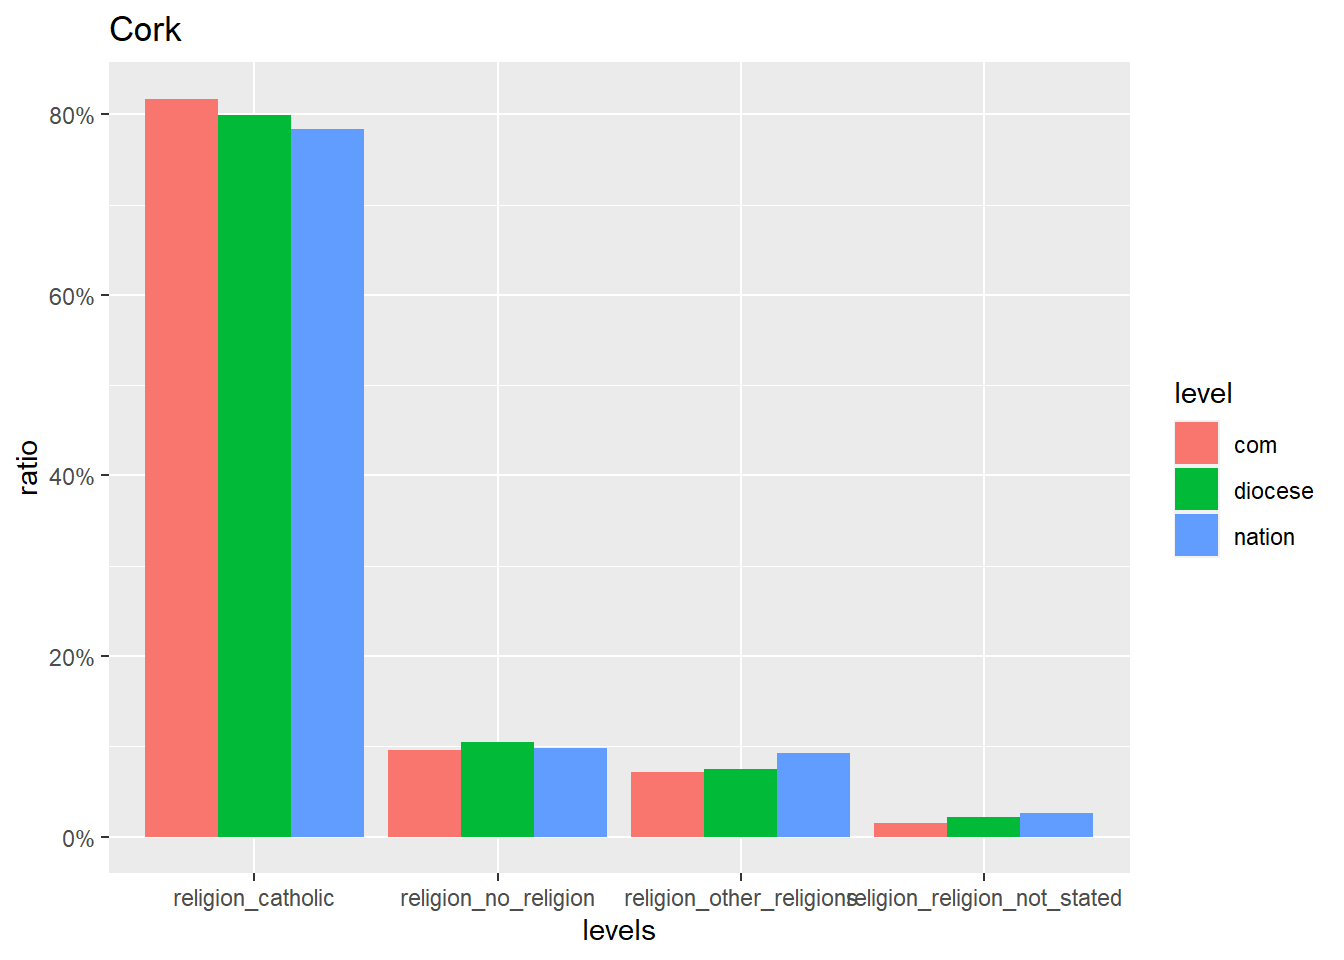 Cork
80%
60%
40%
20%
0%
ratio
religion_catholic
religion_no_religion
religion_other_religions
religion_religion_not_stated
levels
level
com
diocese
nation